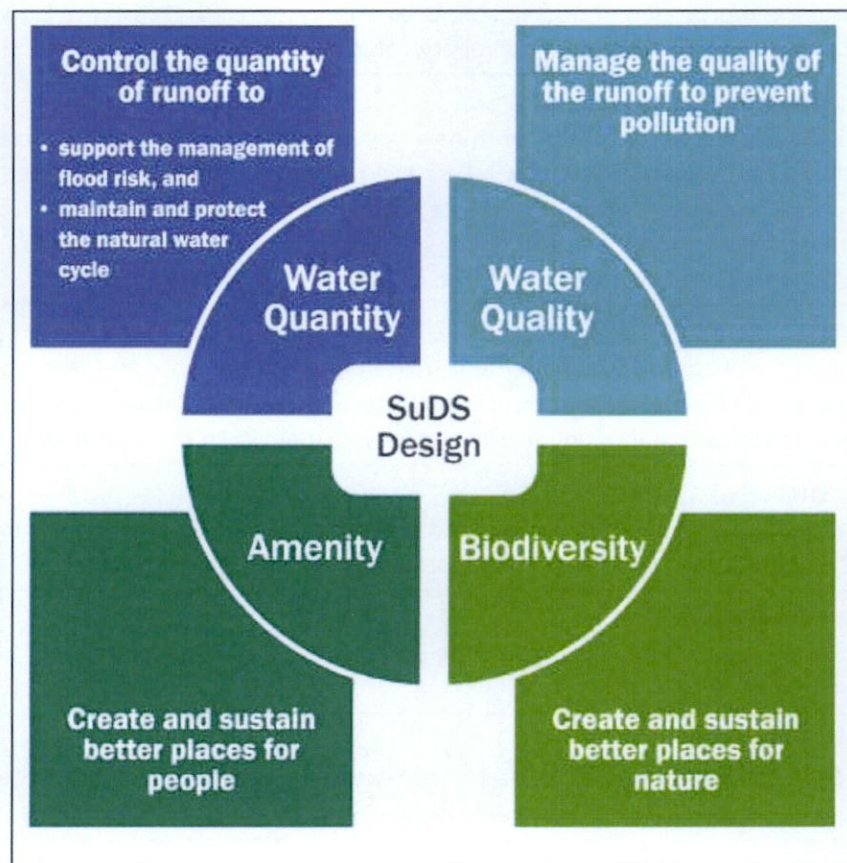 Control the quantity
of runoff to
• support the management of
flood risk, and
• maintain and protect
the natural water
cycle
Manage the quality of
the runoff to prevent
pollution
Water
Quantity
Water
Quality
SuDS
Design
Amenity
Biodiversity
Create and sustain
better places for
people
Create and sustain
better places for
nature